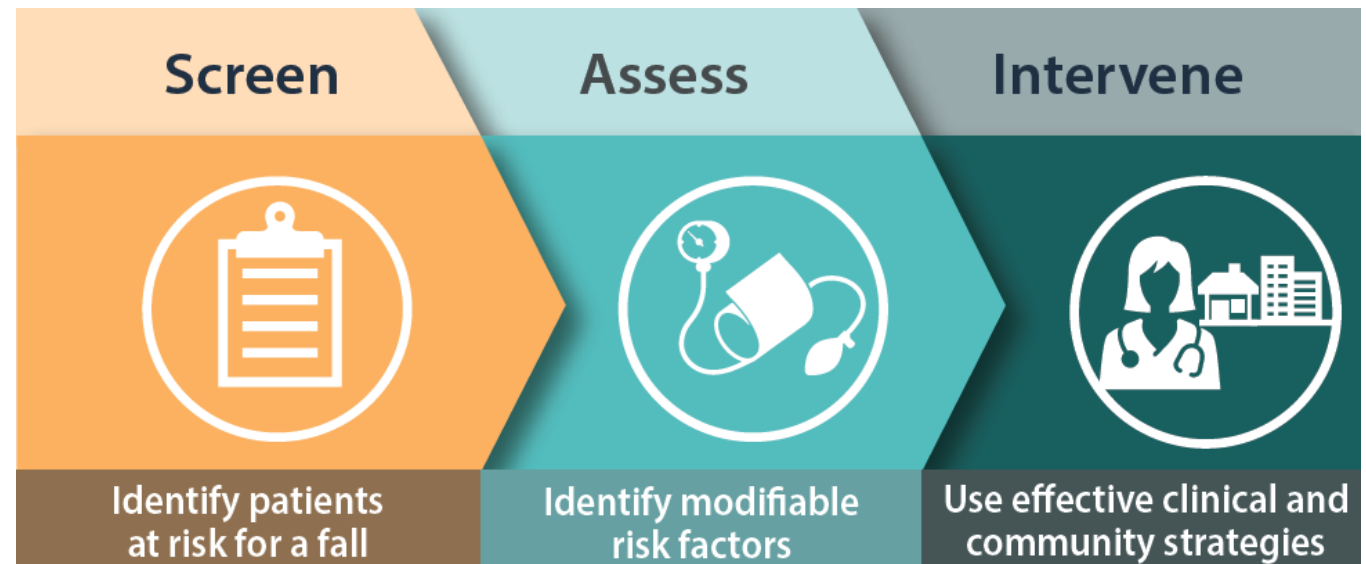 Screen
Assess
Intervene
Identify patients
at risk for a fall
Identify modifiable
risk factors
Use effective clinical and
community strategies